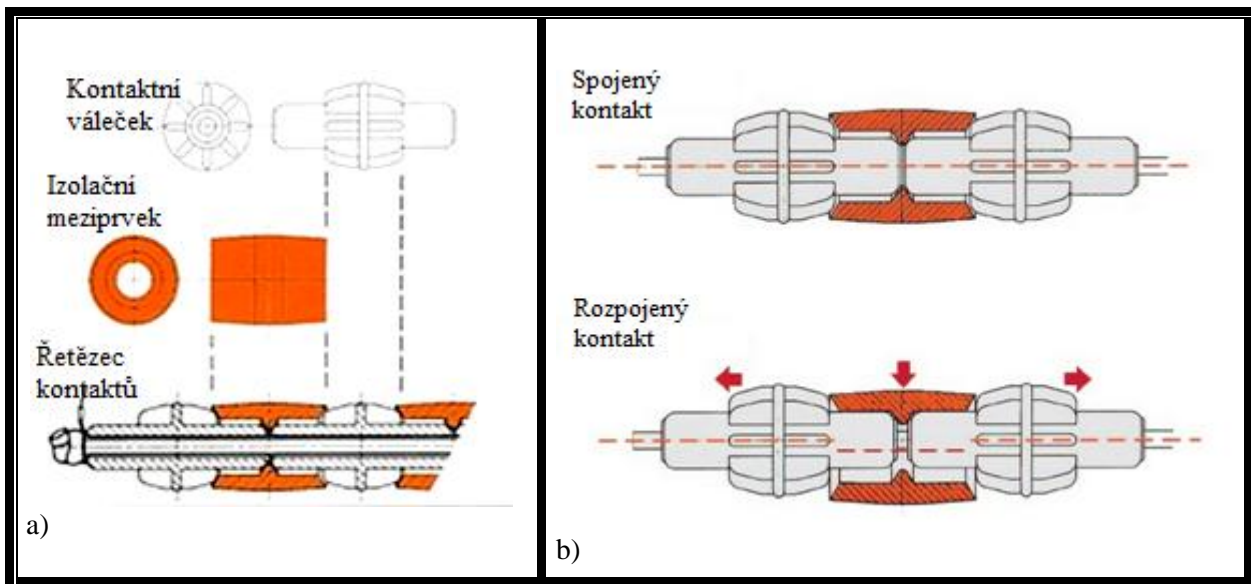 Kontaktní
váleček
Izolační
meziprvek
Řetězec
kontaktů
a)
Spojený
kontakt
Rozpojený
kontakt
b)